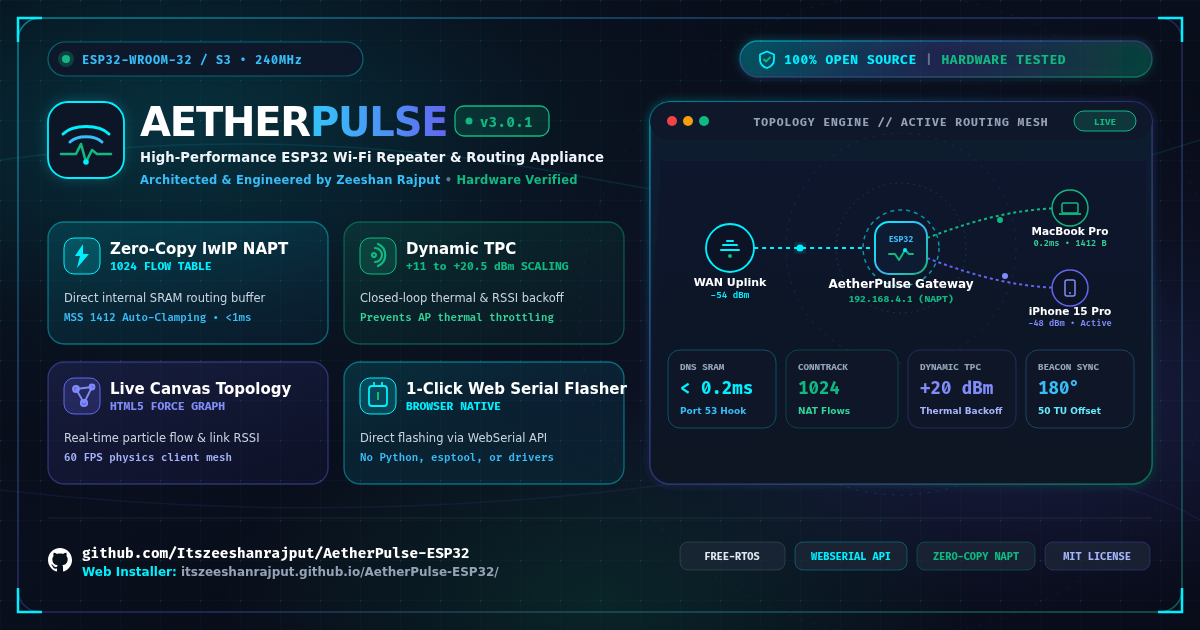 ESP32-WROOM-32 / S3 • 240MHz
100% OPEN SOURCE | HARDWARE TESTED
AETHERPULSE
v3.0.1
High-Performance ESP32 Wi-Fi Repeater & Routing Appliance
Architected & Engineered by Zeeshan Rajput • Hardware Verified
Zero-Copy lwIP NAPT
1024 FLOW TABLE
Direct internal SRAM routing buffer
MSS 1412 Auto-Clamping • <1ms
Dynamic TPC
+11 to +20.5 dBm SCALING
Closed-loop thermal & RSSI backoff
Prevents AP thermal throttling
Live Canvas Topology
HTML5 FORCE GRAPH
Real-time particle flow & link RSSI
60 FPS physics client mesh
1-Click Web Serial Flasher
BROWSER NATIVE
Direct flashing via WebSerial API
No Python, esptool, or drivers
TOPOLOGY ENGINE // ACTIVE ROUTING MESH
LIVE
WAN Uplink
-54 dBm
ESP32
AetherPulse Gateway
192.168.4.1 (NAPT)
MacBook Pro
0.2ms • 1412 B
iPhone 15 Pro
-48 dBm • Active
DNS SRAM
< 0.2ms
Port 53 Hook
CONNTRACK
1024
NAT Flows
DYNAMIC TPC
+20 dBm
Thermal Backoff
BEACON SYNC
180°
50 TU Offset
github.com/Itszeeshanrajput/AetherPulse-ESP32
Web Installer: itszeeshanrajput.github.io/AetherPulse-ESP32/
FREE-RTOS
WEBSERIAL API
ZERO-COPY NAPT
MIT LICENSE